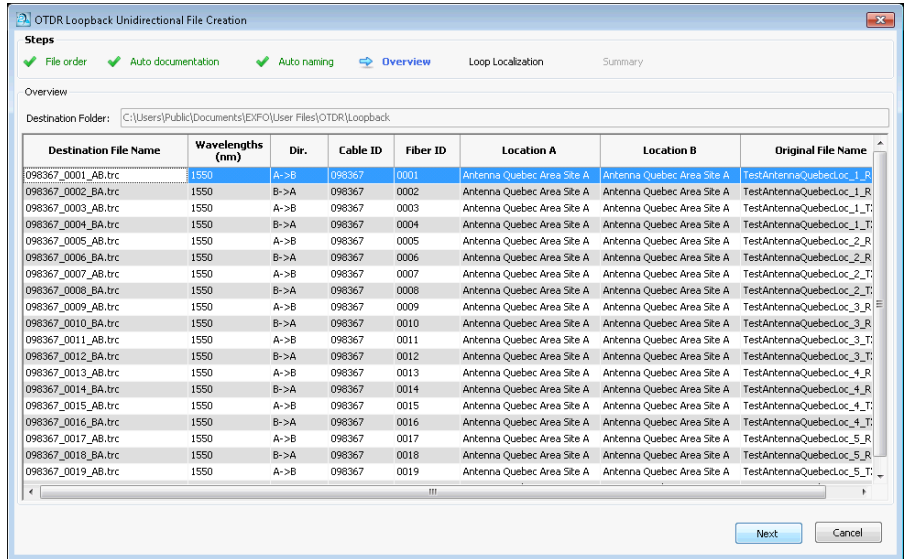 OTDR Loopback Unidirectional File Creation
Steps
File order Auto documentation Auto naming Overview Loop Localization Summary
Overview
Destination Folder: C:\Users\Public\Documents\EXFO\User Files\OTDR\Loopback
Destination File Name Wavelengths (nm) Dir. Cable ID Fiber ID Location A Location B Original File Name
098367_0001_AB.trc 1550 A->B 098367 0001 Antenna Quebec Area Site A Antenna Quebec Area Site A TestAntennaQuebecLoc_1_R
098367_0002_BA.trc 1550 B->A 098367 0002 Antenna Quebec Area Site A Antenna Quebec Area Site A TestAntennaQuebecLoc_1_R
098367_0003_AB.trc 1550 A->B 098367 0003 Antenna Quebec Area Site A Antenna Quebec Area Site A TestAntennaQuebecLoc_1_T
098367_0004_BA.trc 1550 B->A 098367 0004 Antenna Quebec Area Site A Antenna Quebec Area Site A TestAntennaQuebecLoc_1_T
098367_0005_AB.trc 1550 A->B 098367 0005 Antenna Quebec Area Site A Antenna Quebec Area Site A TestAntennaQuebecLoc_2_R
098367_0006_BA.trc 1550 B->A 098367 0006 Antenna Quebec Area Site A Antenna Quebec Area Site A TestAntennaQuebecLoc_2_R
098367_0007_AB.trc 1550 A->B 098367 0007 Antenna Quebec Area Site A Antenna Quebec Area Site A TestAntennaQuebecLoc_2_T
098367_0008_BA.trc 1550 B->A 098367 0008 Antenna Quebec Area Site A Antenna Quebec Area Site A TestAntennaQuebecLoc_2_T
098367_0009_AB.trc 1550 A->B 098367 0009 Antenna Quebec Area Site A Antenna Quebec Area Site A TestAntennaQuebecLoc_3_R
098367_0010_BA.trc 1550 B->A 098367 0010 Antenna Quebec Area Site A Antenna Quebec Area Site A TestAntennaQuebecLoc_3_R
098367_0011_AB.trc 1550 A->B 098367 0011 Antenna Quebec Area Site A Antenna Quebec Area Site A TestAntennaQuebecLoc_3_T
098367_0012_BA.trc 1550 B->A 098367 0012 Antenna Quebec Area Site A Antenna Quebec Area Site A TestAntennaQuebecLoc_3_T
098367_0013_AB.trc 1550 A->B 098367 0013 Antenna Quebec Area Site A Antenna Quebec Area Site A TestAntennaQuebecLoc_4_R
098367_0014_BA.trc 1550 B->A 098367 0014 Antenna Quebec Area Site A Antenna Quebec Area Site A TestAntennaQuebecLoc_4_R
098367_0015_AB.trc 1550 A->B 098367 0015 Antenna Quebec Area Site A Antenna Quebec Area Site A TestAntennaQuebecLoc_4_T
098367_0016_BA.trc 1550 B->A 098367 0016 Antenna Quebec Area Site A Antenna Quebec Area Site A TestAntennaQuebecLoc_4_T
098367_0017_AB.trc 1550 A->B 098367 0017 Antenna Quebec Area Site A Antenna Quebec Area Site A TestAntennaQuebecLoc_5_R
098367_0018_BA.trc 1550 B->A 098367 0018 Antenna Quebec Area Site A Antenna Quebec Area Site A TestAntennaQuebecLoc_5_R
098367_0019_AB.trc 1550 A->B 098367 0019 Antenna Quebec Area Site A Antenna Quebec Area Site A TestAntennaQuebecLoc_5_T
Next Cancel